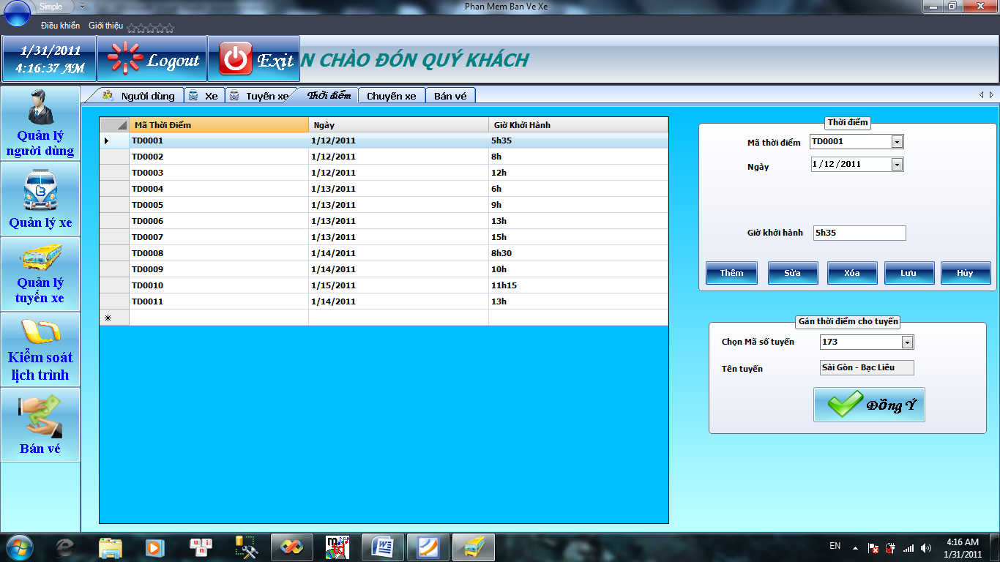 Simple
Phan Mem Ban Ve Xe
Điều khiển Giới thiệu
1/31/2011
4:16:37 AM
Logout
Exit
N CHÀO ĐÓN QUÝ KHÁCH
Người dùng Xe Tuyến xe Thời điểm Chuyến xe Bán vé
Quản lý
người dùng
Quản lý xe
Quản lý
tuyến xe
Kiểm soát
lịch trình
Bán vé
Mã Thời Điểm Ngày Giờ Khởi Hành
TD0001 1/12/2011 5h35
TD0002 1/12/2011 8h
TD0003 1/12/2011 12h
TD0004 1/13/2011 6h
TD0005 1/13/2011 9h
TD0006 1/13/2011 13h
TD0007 1/13/2011 15h
TD0008 1/14/2011 8h30
TD0009 1/14/2011 10h
TD0010 1/15/2011 11h15
TD0011 1/14/2011 13h
Thời điểm
Mã thời điểm TD0001
Ngày 1/12/2011
Giờ khởi hành 5h35
Thêm Sửa Xóa Lưu Hủy
Gán thời điểm cho tuyến
Chọn Mã số tuyến 173
Tên tuyến Sài Gòn - Bạc Liêu
Đồng Ý
EN
4:16 AM
1/31/2011